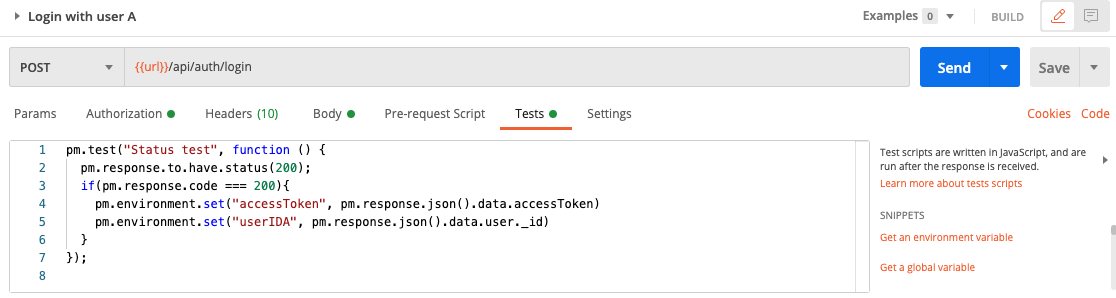 Login with user A
Examples 0
BUILD
POST
{{url}}/api/auth/login
Send
Save
Params
Authorization
Headers (10)
Body
Pre-request Script
Tests
Settings
Cookies
Code
1 pm.test("Status test", function () {
2 pm.response.to.have.status(200);
3 if(pm.response.code === 200){
4 pm.environment.set("accessToken", pm.response.json().data.accessToken)
5 pm.environment.set("userIDA", pm.response.json().data.user._id)
6 }
7 });
8
Test scripts are written in JavaScript, and are
run after the response is received.
Learn more about tests scripts
SNIPPETS
Get an environment variable
Get a global variable